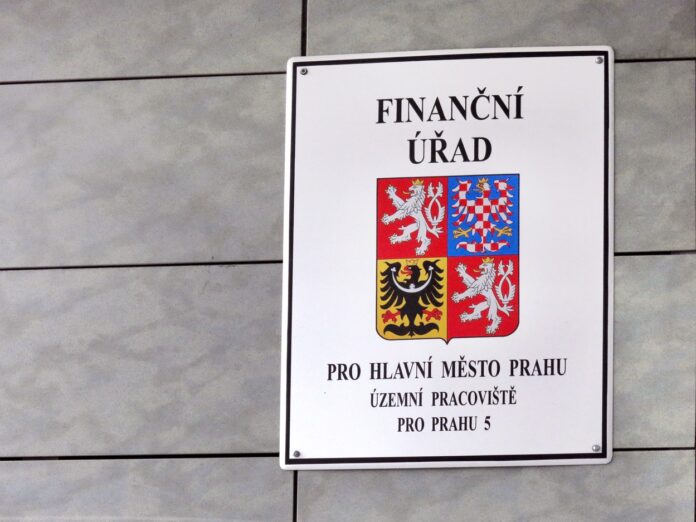 FINANČNÍ
ÚŘAD
PRO HLAVNÍ MĚSTO PRAHU
ÚZEMNÍ PRACOVIŠTĚ
PRO PRAHU 5